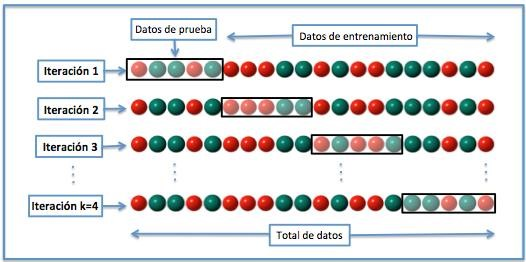 Datos de prueba
Datos de entrenamiento
Iteración 1
Iteración 2
Iteración 3
Iteración k=4
Total de datos